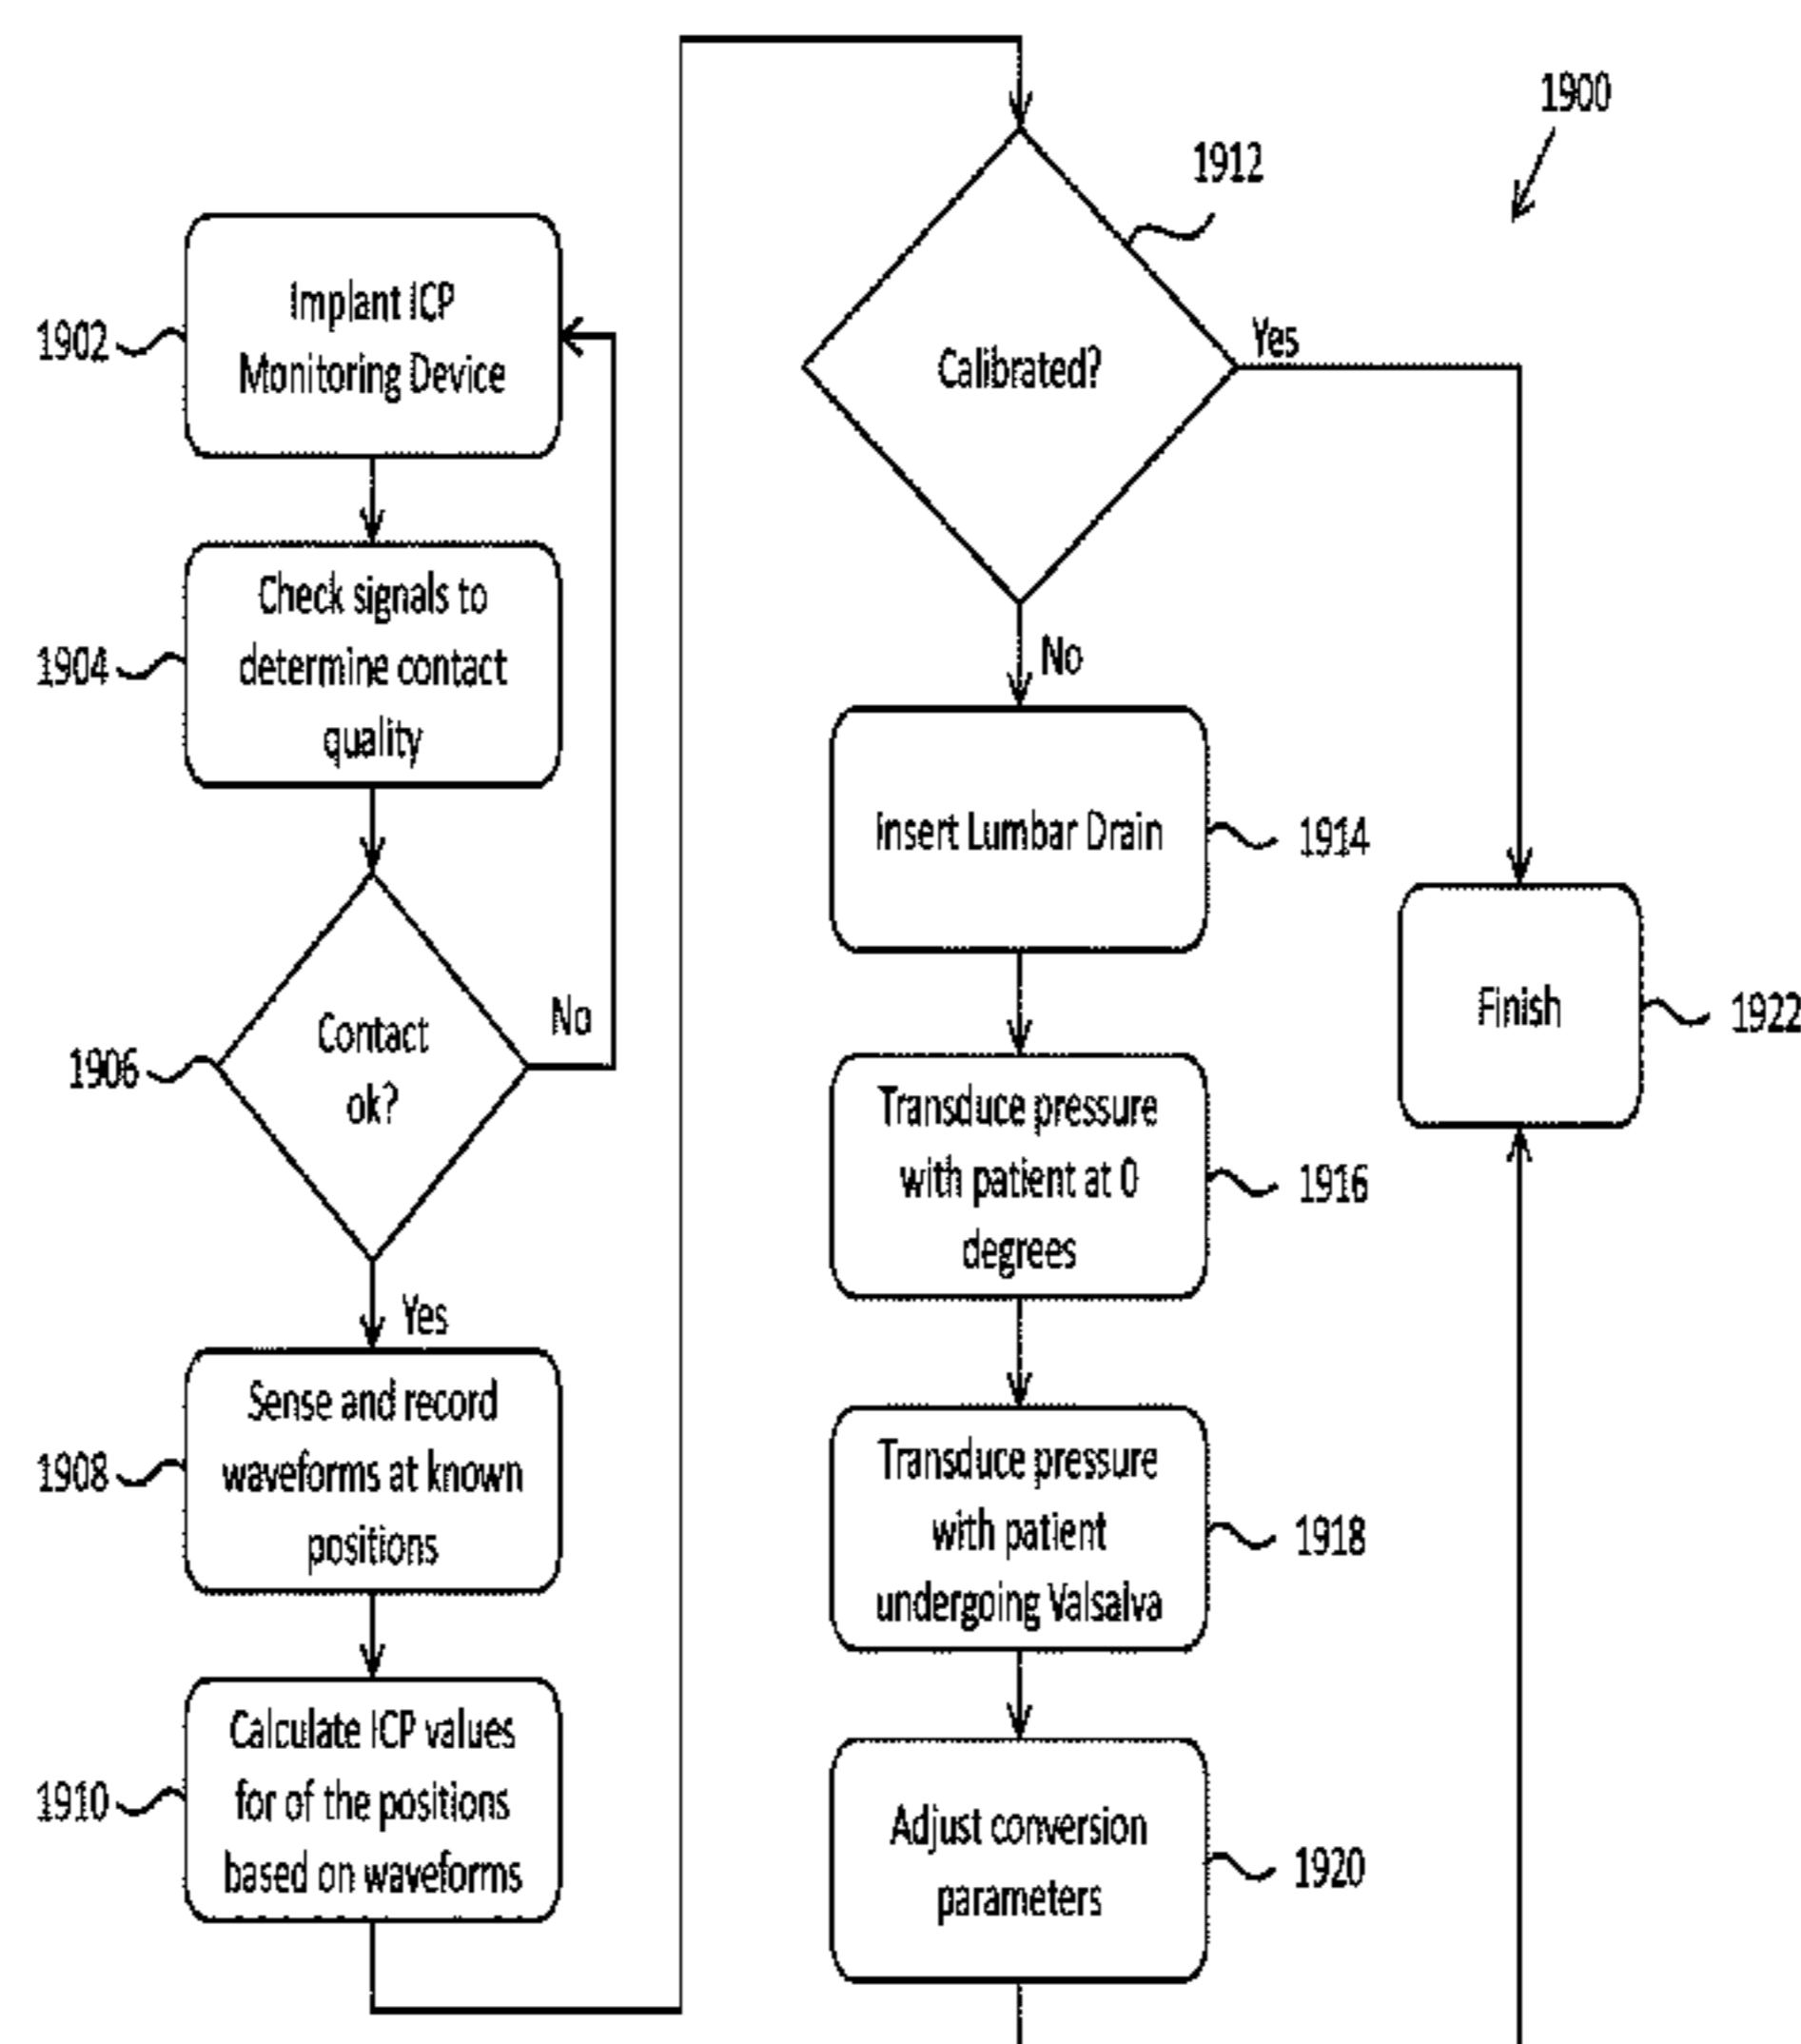 1900
1902
Implant ICP
Monitoring Device
1904
Check signals to
determine contact
quality
1906
Contact
ok?
No
Yes
1908
Sense and record
waveforms at known
positions
1910
Calculate ICP values
for of the positions
based on waveforms
1912
Calibrated?
Yes
No
Insert Lumbar Drain
1914
Transduce pressure
with patient at 0
degrees
1916
Transduce pressure
with patient
undergoing Valsalva
1918
Adjust conversion
parameters
1920
Finish
1922